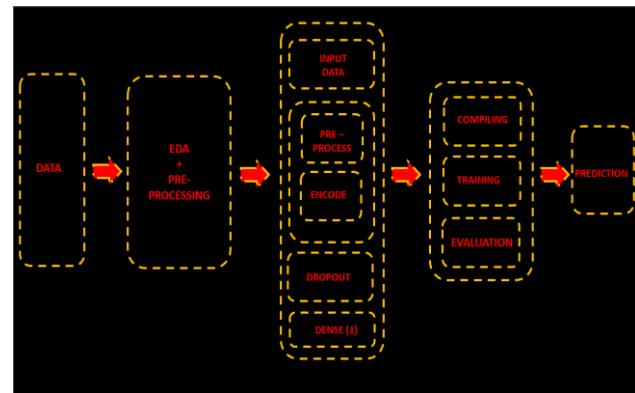 DATA
EDA
+
PRE-
PROCESSING
INPUT
DATA
PRE –
PROCESS
ENCODE
DROPOUT
DENSE (1)
COMPILING
TRAINING
EVALUATION
PREDICTION